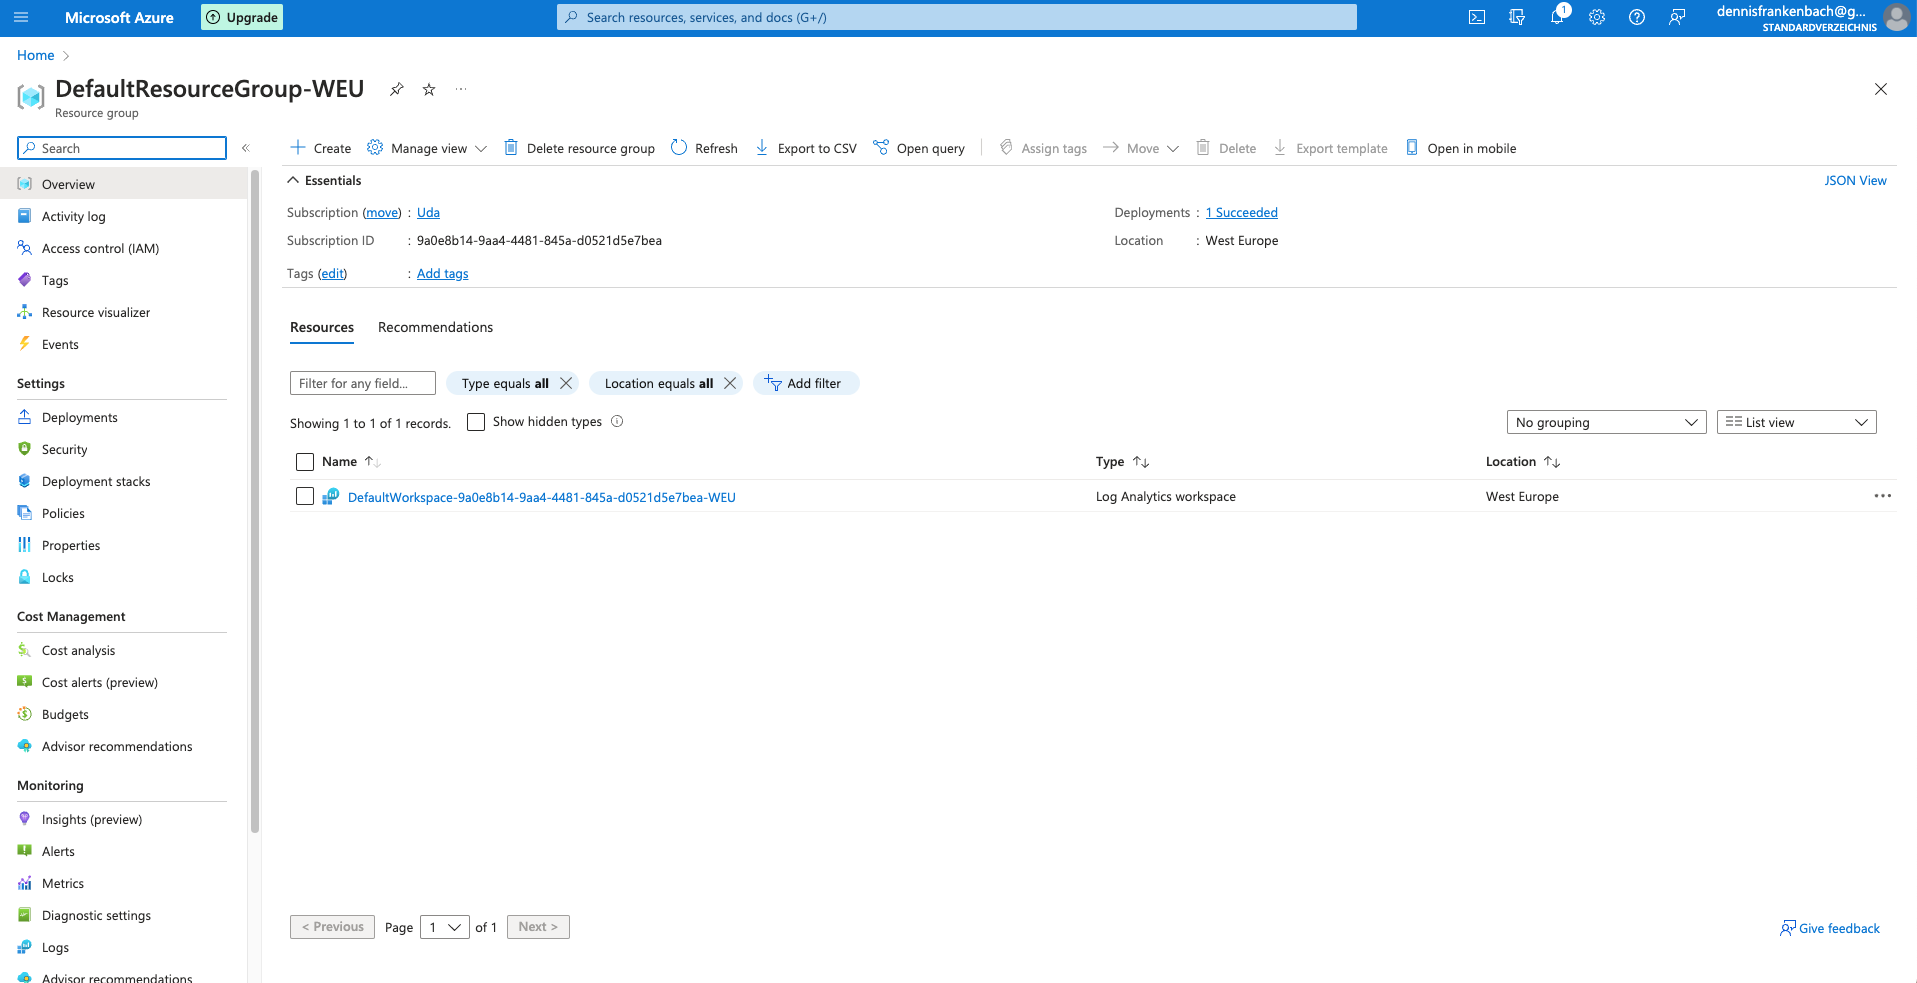 Microsoft Azure
Upgrade
Search resources, services, and docs (G+/)
1
dennisfrankenbach@g...
STANDARDVERZEICHNIS
Home
DefaultResourceGroup-WEU
Resource group
Search
Create
Manage view
Delete resource group
Refresh
Export to CSV
Open query
Assign tags
Move
Delete
Export template
Open in mobile
Overview
Activity log
Access control (IAM)
Tags
Resource visualizer
Events
Settings
Deployments
Security
Deployment stacks
Policies
Properties
Locks
Cost Management
Cost analysis
Cost alerts (preview)
Budgets
Advisor recommendations
Monitoring
Insights (preview)
Alerts
Metrics
Diagnostic settings
Logs
Advisor recommendations
Essentials
JSON View
Subscription (move) : Uda
Deployments : 1 Succeeded
Subscription ID : 9a0e8b14-9aa4-4481-845a-d0521d5e7bea
Location : West Europe
Tags (edit) : Add tags
Resources
Recommendations
Filter for any field...
Type equals all
Location equals all
Add filter
Showing 1 to 1 of 1 records.
Show hidden types
No grouping
List view
Name
Type
Location
DefaultWorkspace-9a0e8b14-9aa4-4481-845a-d0521d5e7bea-WEU
Log Analytics workspace
West Europe
< Previous
Page 1 of 1
Next >
Give feedback